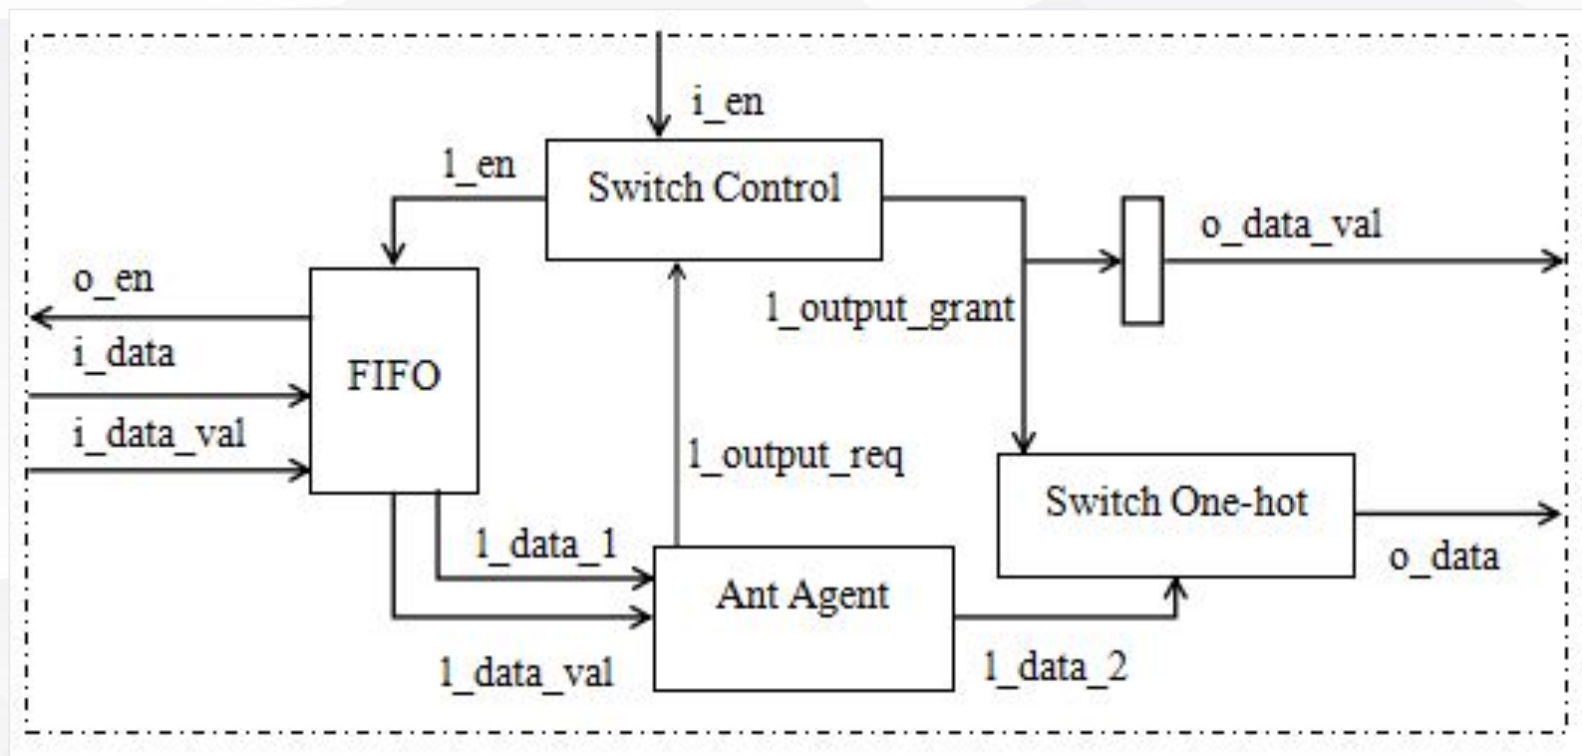 i_en
l_en
Switch Control
o_data_val
o_en
l_output_grant
i_data
FIFO
i_data_val
l_output_req
Switch One-hot
l_data_1
o_data
Ant Agent
l_data_val
l_data_2